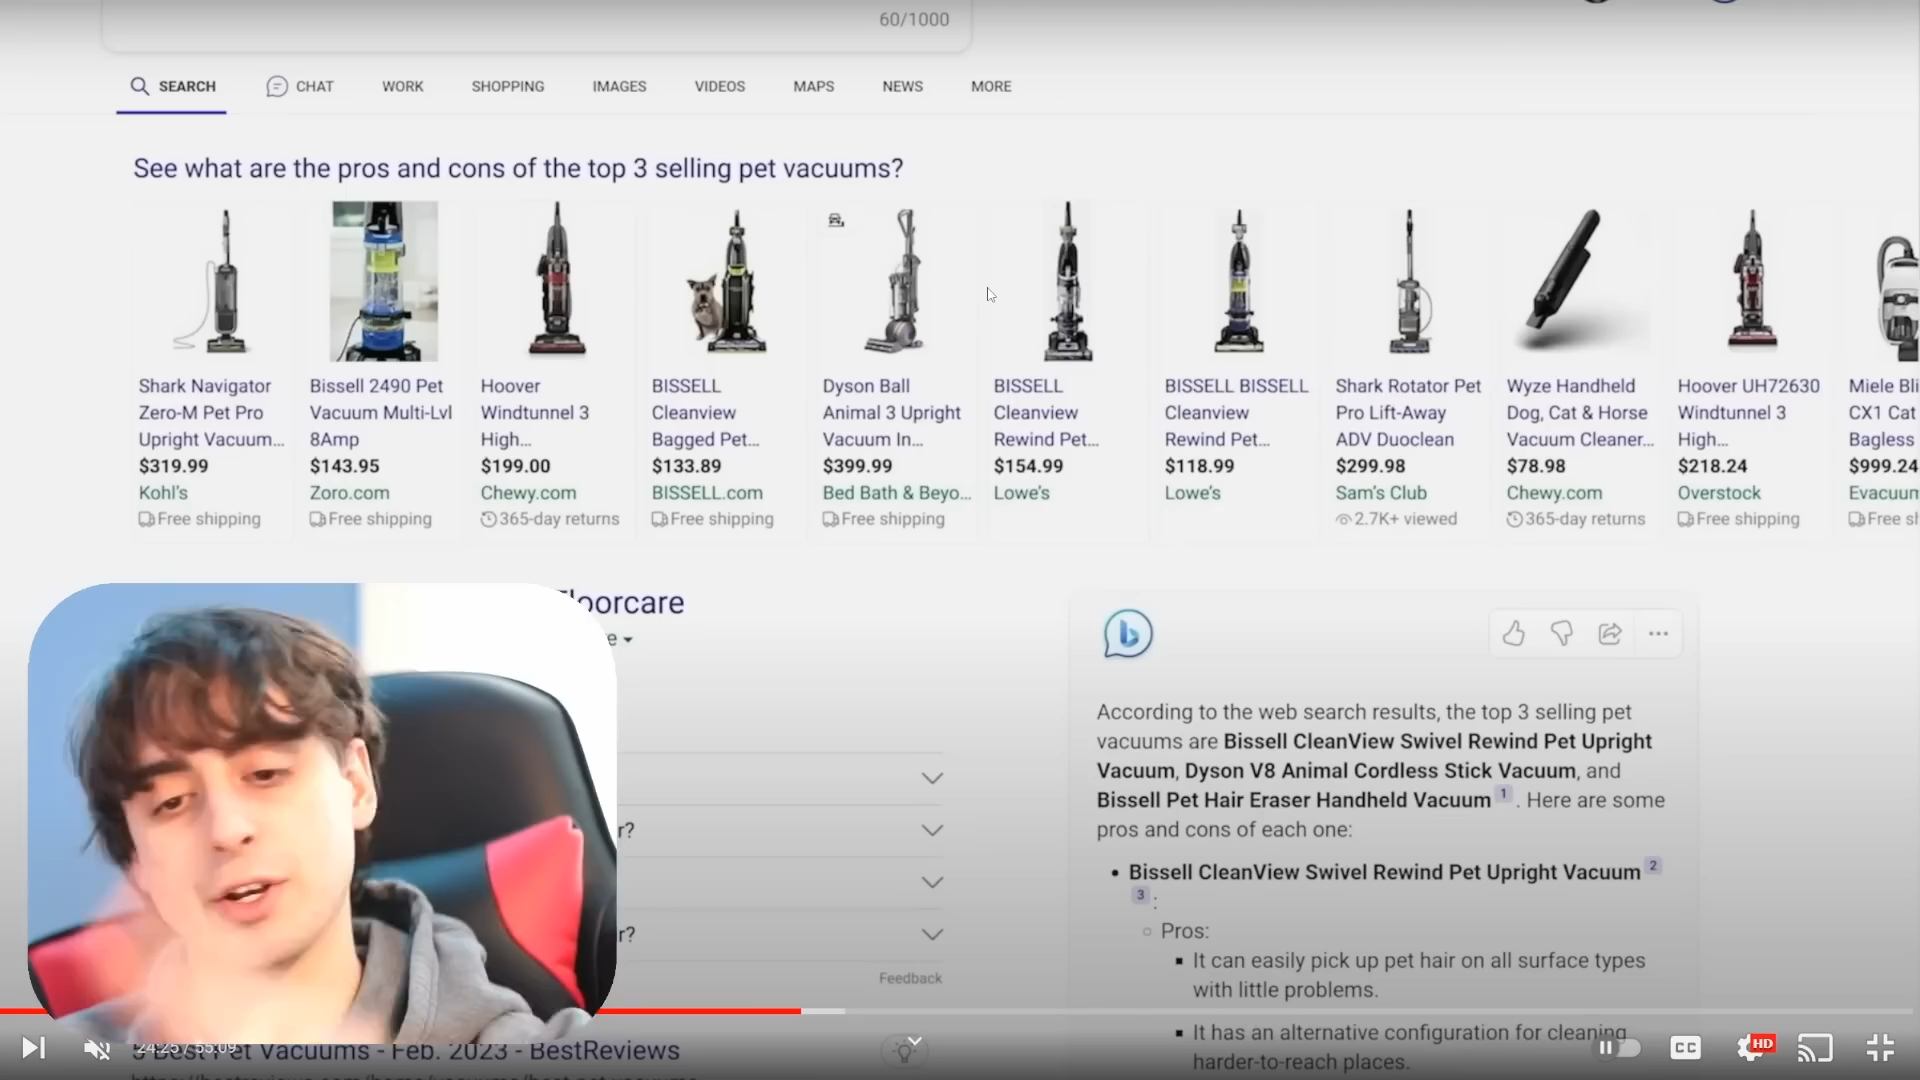 60/1000
SEARCH
CHAT
WORK
SHOPPING
IMAGES
VIDEOS
MAPS
NEWS
MORE
See what are the pros and cons of the top 3 selling pet vacuums?
Shark Navigator
Zero-M Pet Pro
Upright Vacuum...
$319.99
Kohl's
Free shipping
Bissell 2490 Pet
Vacuum Multi-Lvl
8Amp
$143.95
Zoro.com
Free shipping
Hoover
Windtunnel 3
High...
$199.00
Chewy.com
365-day returns
BISSELL
Cleanview
Bagged Pet...
$133.89
BISSELL.com
Free shipping
Dyson Ball
Animal 3 Upright
Vacuum In...
$399.99
Bed Bath & Beyo...
Free shipping
BISSELL
Cleanview
Rewind Pet...
$154.99
Lowe's
BISSELL BISSELL
Cleanview
Rewind Pet...
$118.99
Lowe's
Shark Rotator Pet
Pro Lift-Away
ADV Duoclean
$299.98
Sam's Club
2.7K+ viewed
Wyze Handheld
Dog, Cat & Horse
Vacuum Cleaner...
$78.98
Chewy.com
365-day returns
Hoover UH72630
Windtunnel 3
High...
$218.24
Overstock
Free shipping
Miele Bli
CX1 Cat
Bagless
$999.24
Evacuum
Free sh
Floorcare
e
r?
r?
Feedback
5 Best Pet Vacuums - Feb. 2023 - BestReviews
b
According to the web search results, the top 3 selling pet
vacuums are Bissell CleanView Swivel Rewind Pet Upright
Vacuum, Dyson V8 Animal Cordless Stick Vacuum, and
Bissell Pet Hair Eraser Handheld Vacuum 1 . Here are some
pros and cons of each one:
• Bissell CleanView Swivel Rewind Pet Upright Vacuum 2
3 :
Pros:
It can easily pick up pet hair on all surface types
with little problems.
It has an alternative configuration for cleaning
harder-to-reach places.
24:25 / 55:09
CC
HD